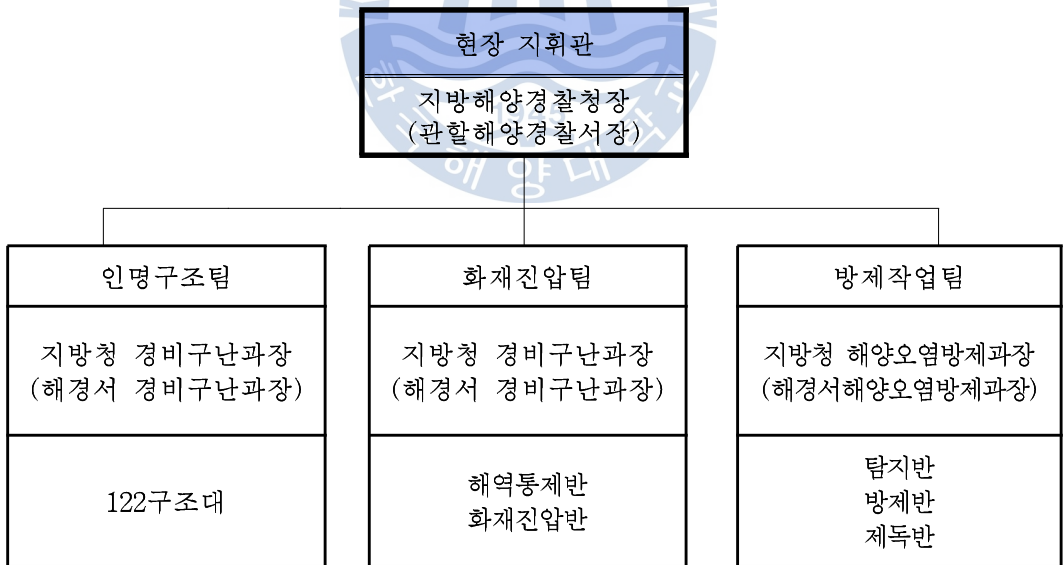 현장 지휘관
지방해양경찰청장
(관할해양경찰서장)
1945
해양대
인명구조팀
지방청 경비구난과장
(해경서 경비구난과장)
122구조대
화재진압팀
지방청 경비구난과장
(해경서 경비구난과장)
해역통제반
화재진압반
방제작업팀
지방청 해양오염방제과장
(해경서해양오염방제과장)
탐지반
방제반
제독반